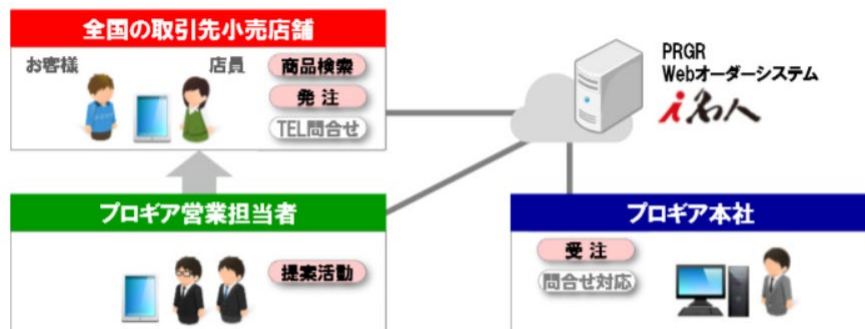 全国の取引先小売店舗
お客様
店員
商品検索
発注
TEL問合せ
PRGR
Webオーダーシステム
i名人
プロギア営業担当者
提案活動
プロギア本社
受注
問合せ対応